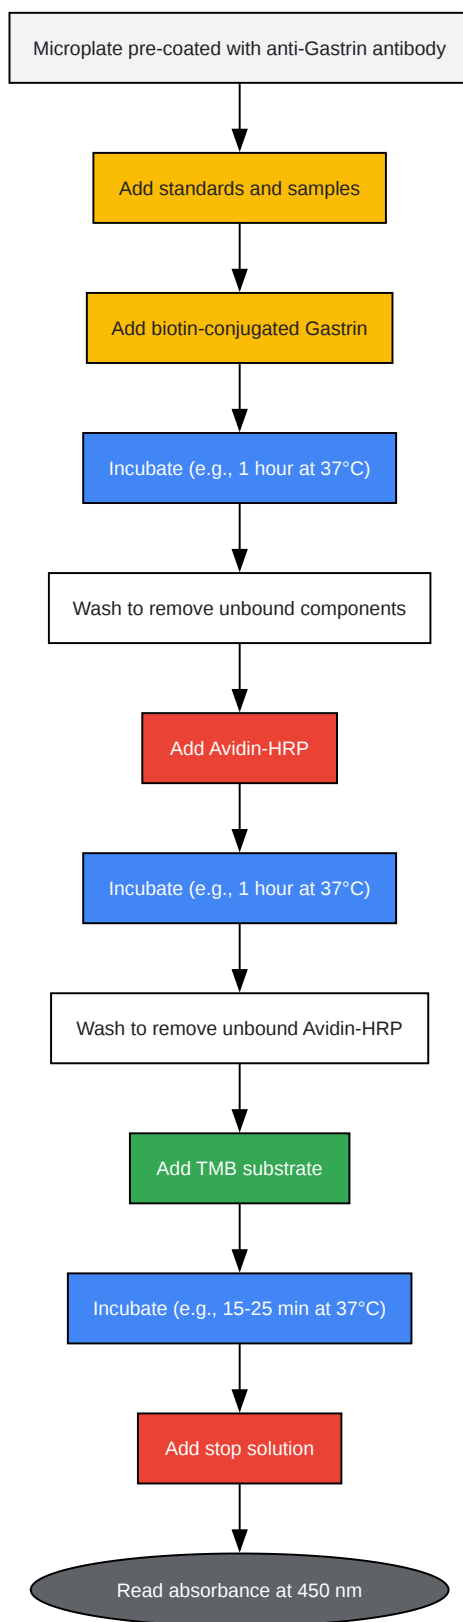 Microplate pre-coated with anti-Gastrin antibody
Add standards and samples
Add biotin-conjugated Gastrin
Incubate (e.g., 1 hour at 37°C)
Wash to remove unbound components
Add Avidin-HRP
Incubate (e.g., 1 hour at 37°C)
Wash to remove unbound Avidin-HRP
Add TMB substrate
Incubate (e.g., 15-25 min at 37°C)
Add stop solution
Read absorbance at 450 nm